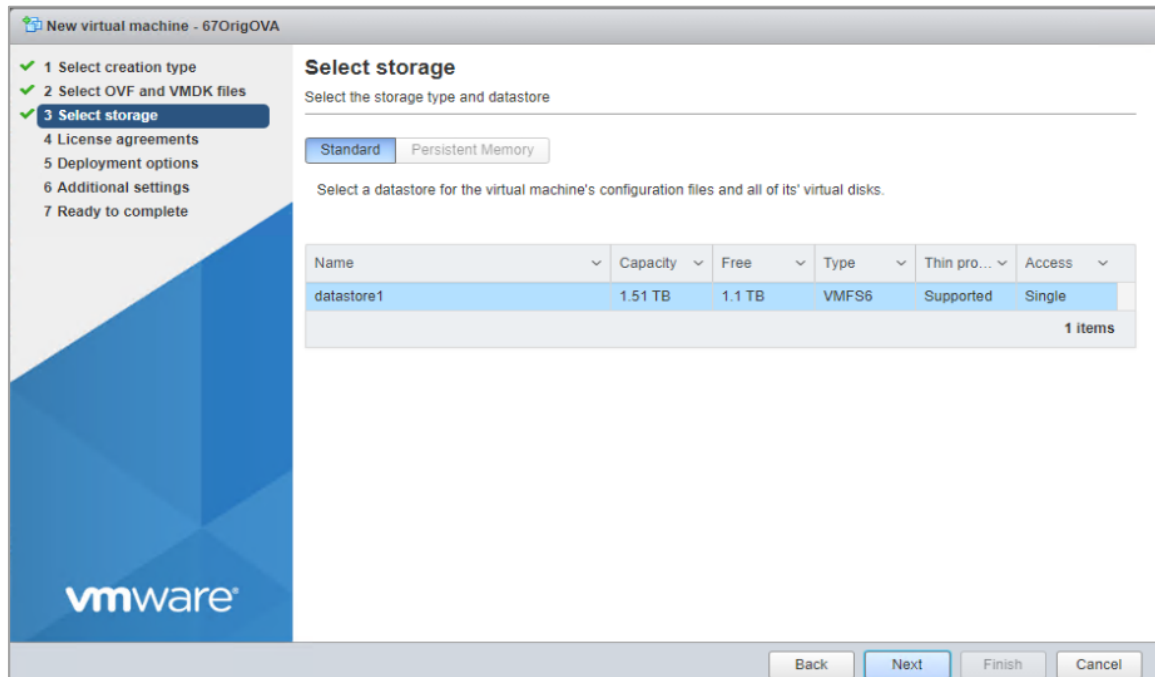 New virtual machine - 67OrigOVA
1 Select creation type
2 Select OVF and VMDK files
3 Select storage
4 License agreements
5 Deployment options
6 Additional settings
7 Ready to complete
vmware®
Select storage
Select the storage type and datastore
Standard Persistent Memory
Select a datastore for the virtual machine's configuration files and all of its' virtual disks.
Name Capacity Free Type Thin pro... Access
datastore1 1.51 TB 1.1 TB VMFS6 Supported Single
1 items
Back Next Finish Cancel